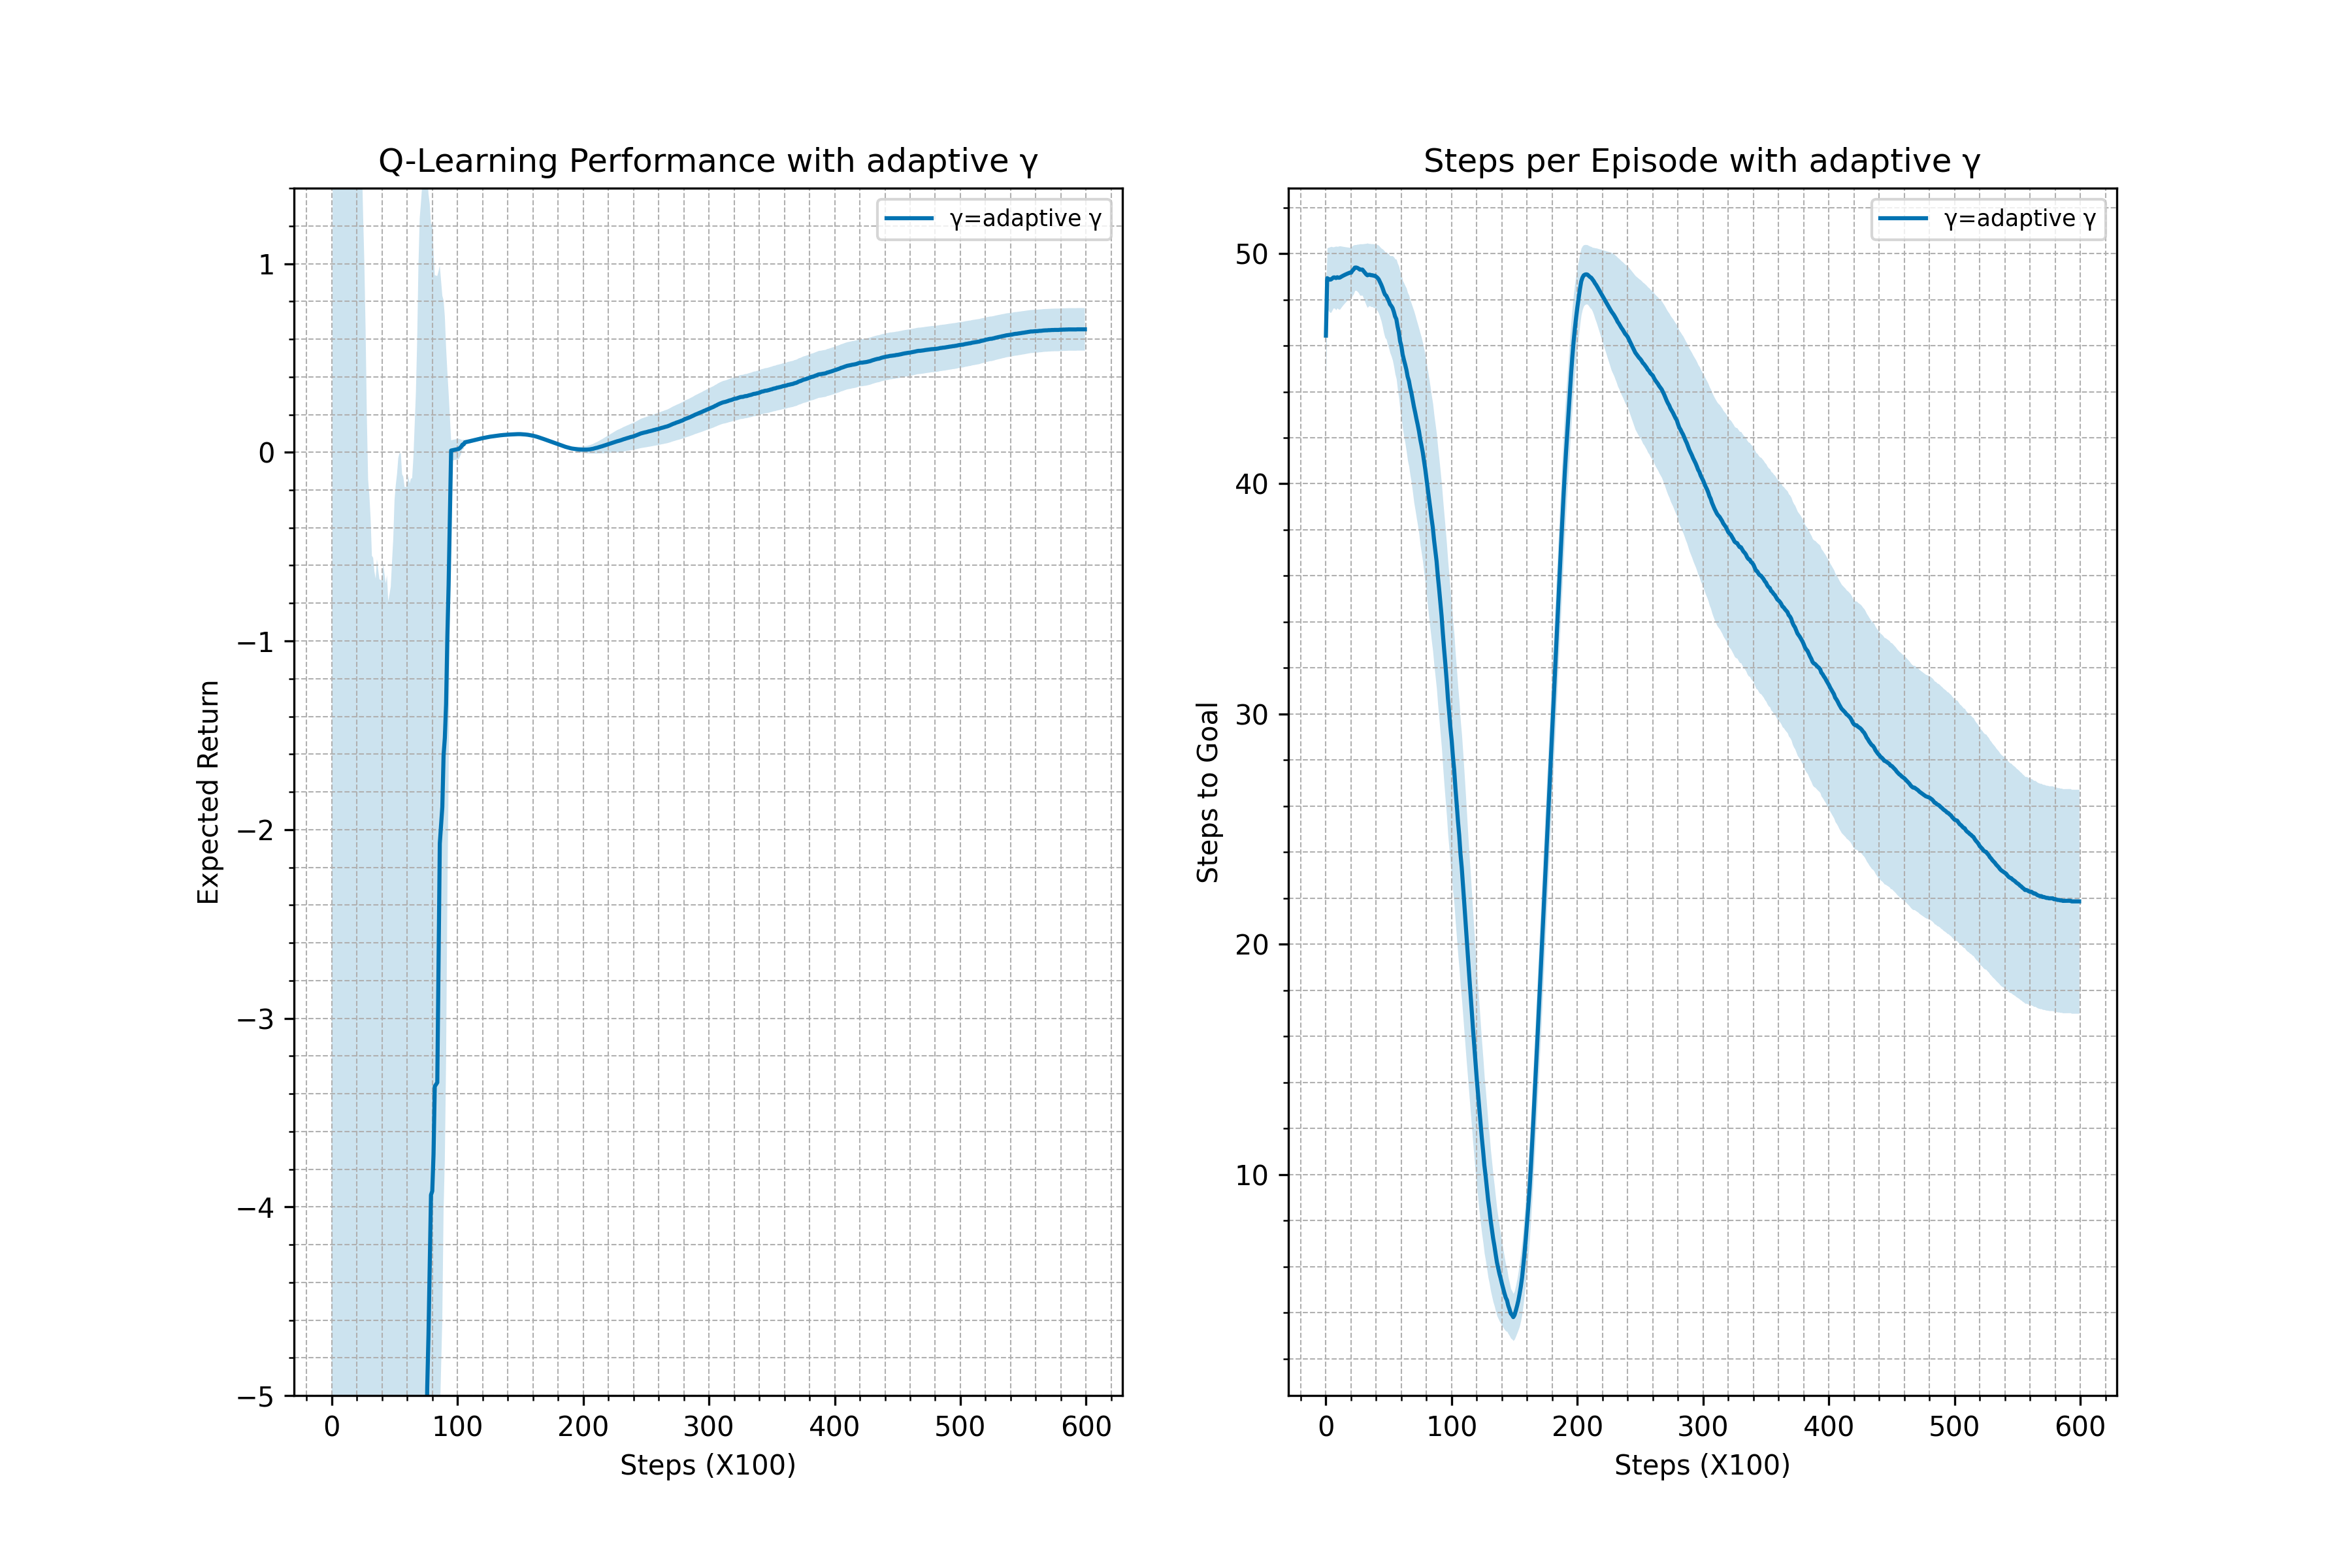 Q-Learning Performance with adaptive γ
γ=adaptive γ
1
0
−1
−2
−3
−4
−5
Expected Return
0 100 200 300 400 500 600
Steps (X100)
Steps per Episode with adaptive γ
γ=adaptive γ
50
40
30
20
10
Steps to Goal
0 100 200 300 400 500 600
Steps (X100)